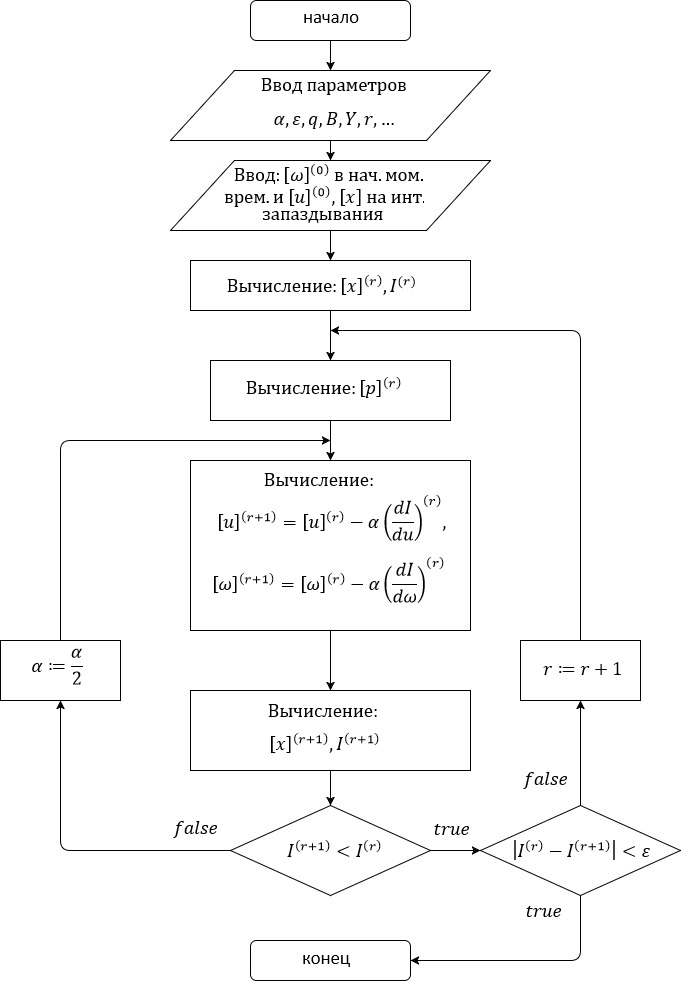 начало
Ввод параметров
α, ε, q, B, Y, r, …
Ввод: [ω]⁽⁰⁾ в нач. мом.
врем. и [u]⁽⁰⁾, [x] на инт.
запаздывания
Вычисление: [x]⁽ʳ⁾, I⁽ʳ⁾
Вычисление: [p]⁽ʳ⁾
Вычисление:
[u]⁽ʳ⁺¹⁾ = [u]⁽ʳ⁾ − α (dI/du)⁽ʳ⁾,
[ω]⁽ʳ⁺¹⁾ = [ω]⁽ʳ⁾ − α (dI/dω)⁽ʳ⁾
α ≔ α/2
r ≔ r + 1
Вычисление:
[x]⁽ʳ⁺¹⁾, I⁽ʳ⁺¹⁾
false
false
true
I⁽ʳ⁺¹⁾ < I⁽ʳ⁾
|I⁽ʳ⁾ − I⁽ʳ⁺¹⁾| < ε
true
конец